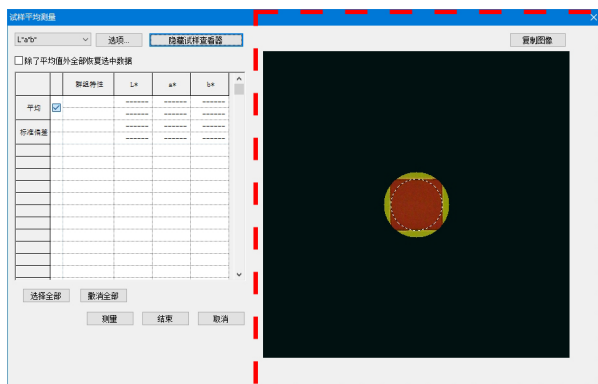 试样平均测量
L*a*b*
选项...
隐藏试样查看器
复制图像
除了平均值外全部恢复选中数据
群组特性 L* a* b*
平均 ------ ------ ------
------ ------ ------
标准偏差 ------ ------ ------
------ ------ ------
选择全部 撤消全部
测量 结束 取消